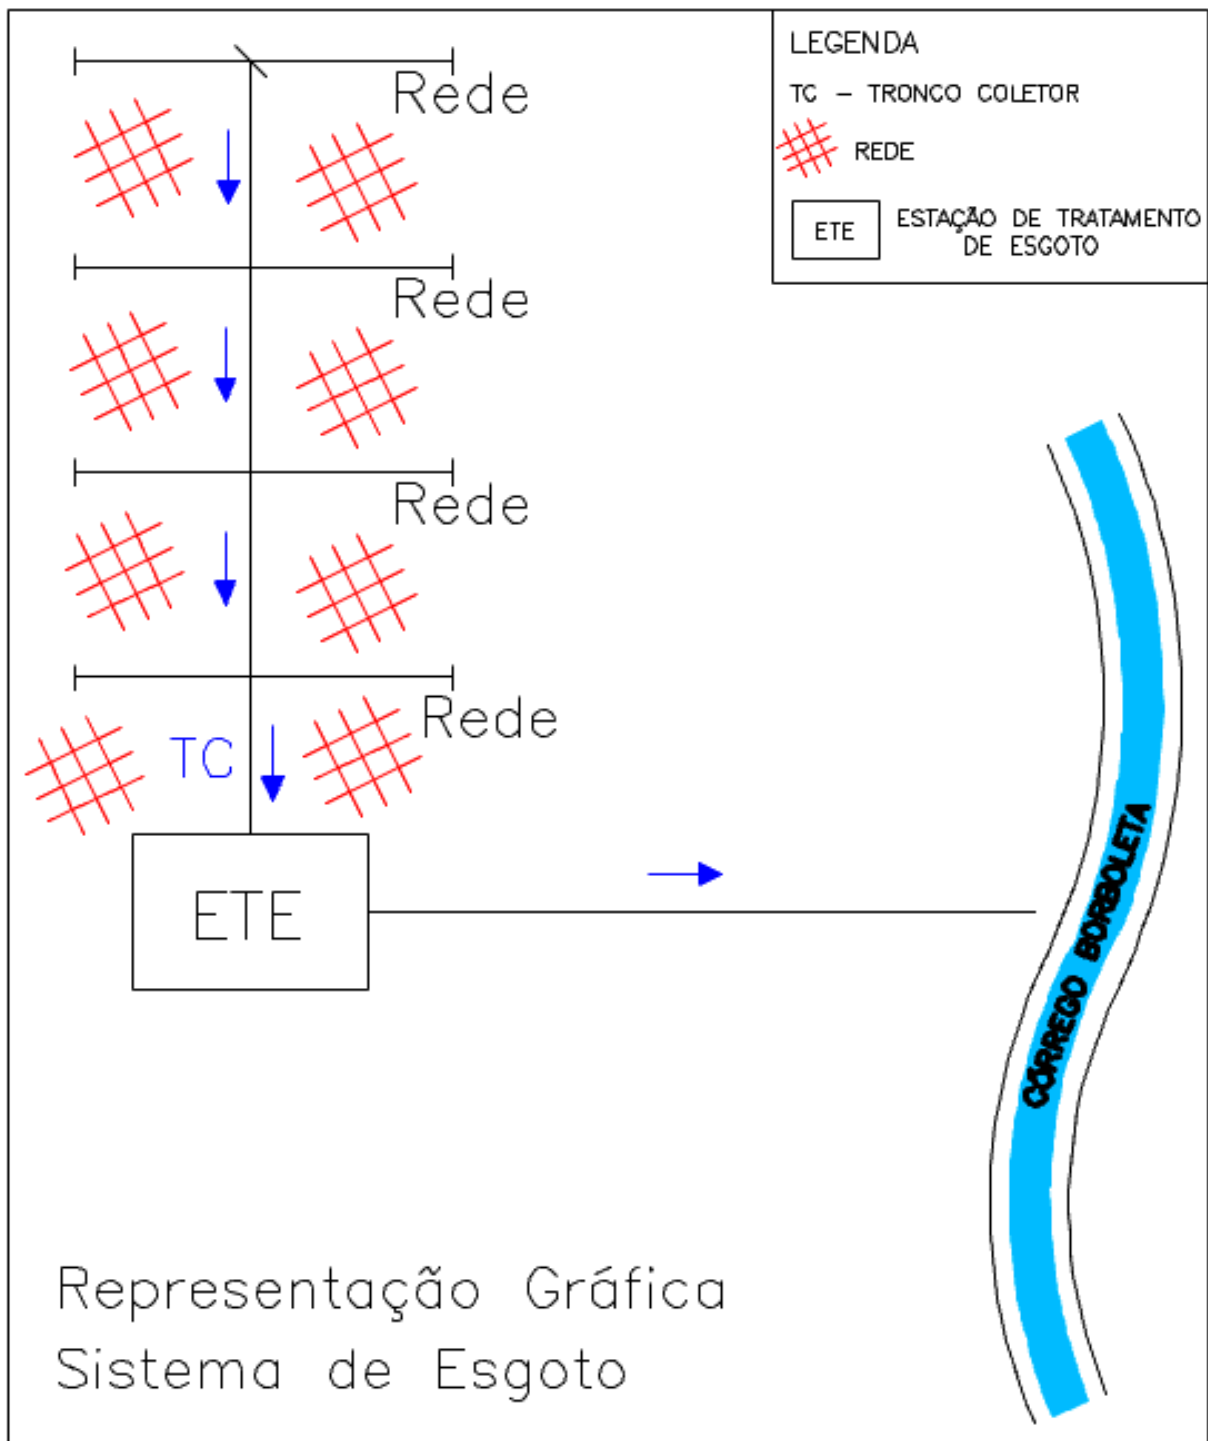 LEGENDA
TC - TRONCO COLETOR
REDE
ETE
ESTAÇÃO DE TRATAMENTO
DE ESGOTO
Rede
Rede
Rede
Rede
TC
ETE
CÓRREGO BORBOLETA
Representação Gráfica
Sistema de Esgoto